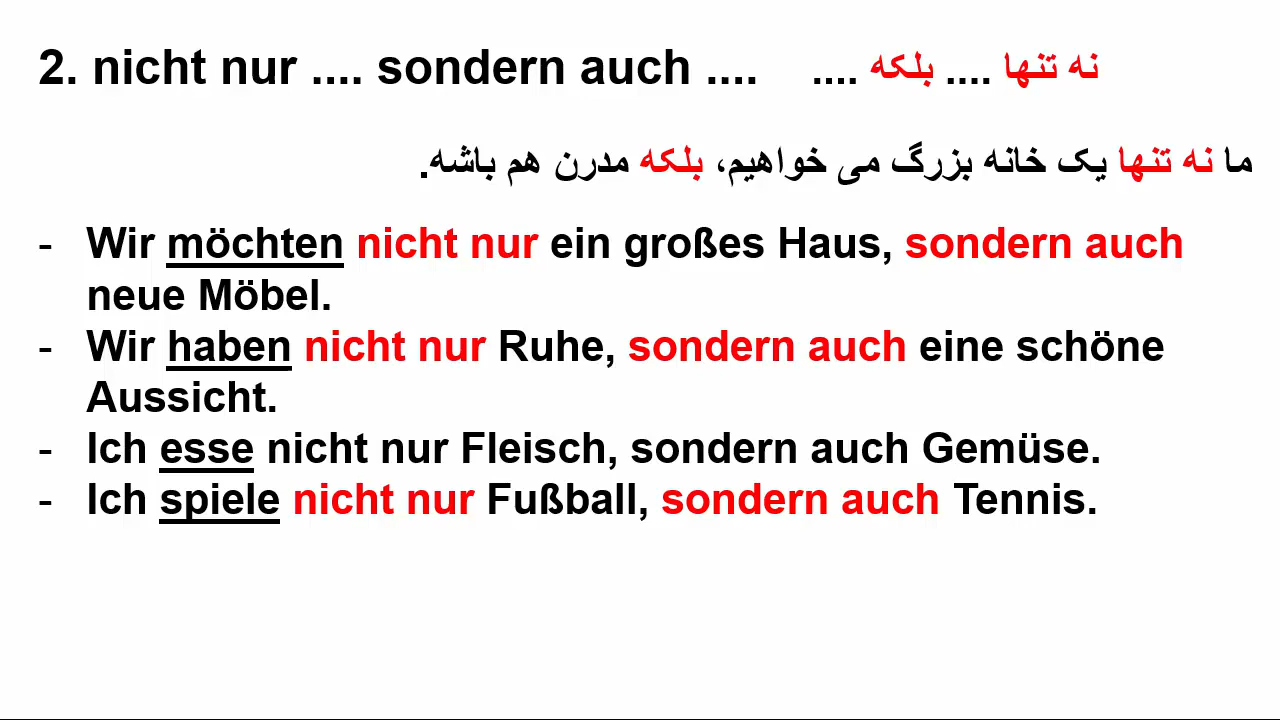 2. nicht nur .... sondern auch .... نه تنها .... بلکه ....
ما نه تنها یک خانه بزرگ می خواهیم، بلکه مدرن هم باشه.
- Wir möchten nicht nur ein großes Haus, sondern auch
neue Möbel.
- Wir haben nicht nur Ruhe, sondern auch eine schöne
Aussicht.
- Ich esse nicht nur Fleisch, sondern auch Gemüse.
- Ich spiele nicht nur Fußball, sondern auch Tennis.